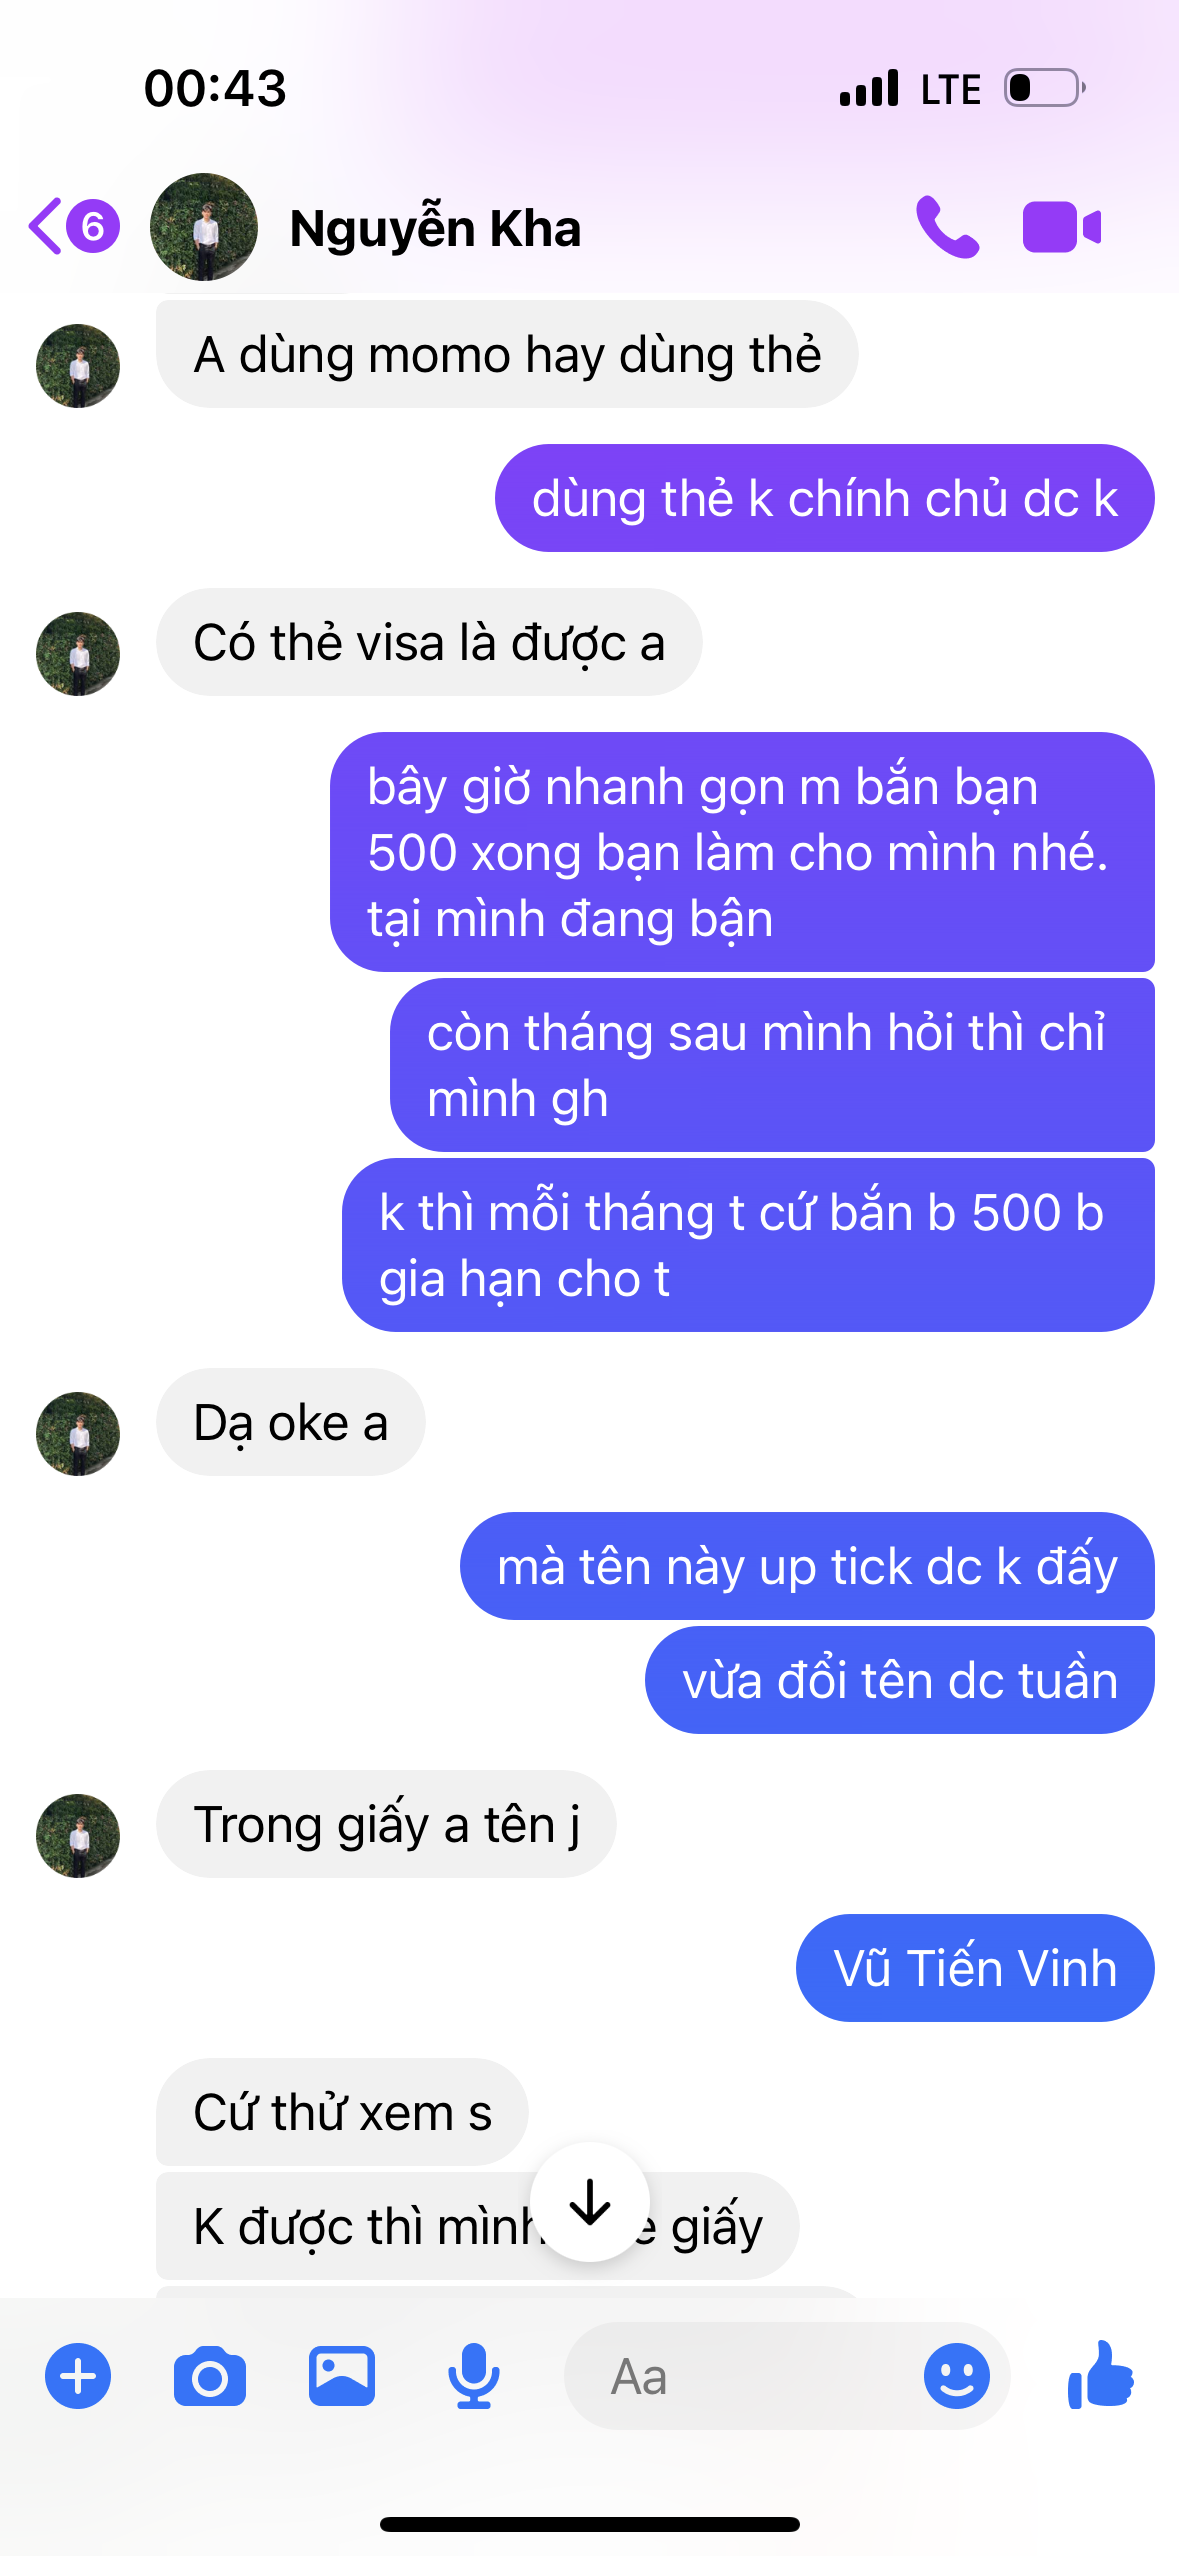 00:43
LTE
6
Nguyễn Kha
A dùng momo hay dùng thẻ
dùng thẻ k chính chủ dc k
Có thẻ visa là được a
bây giờ nhanh gọn m bắn bạn
500 xong bạn làm cho mình nhé.
tại mình đang bận
còn tháng sau mình hỏi thì chỉ
mình gh
k thì mỗi tháng t cứ bắn b 500 b
gia hạn cho t
Dạ oke a
mà tên này up tick dc k đấy
vừa đổi tên dc tuần
Trong giấy a tên j
Vũ Tiến Vinh
Cứ thử xem s
K được thì mình giấy
Aa